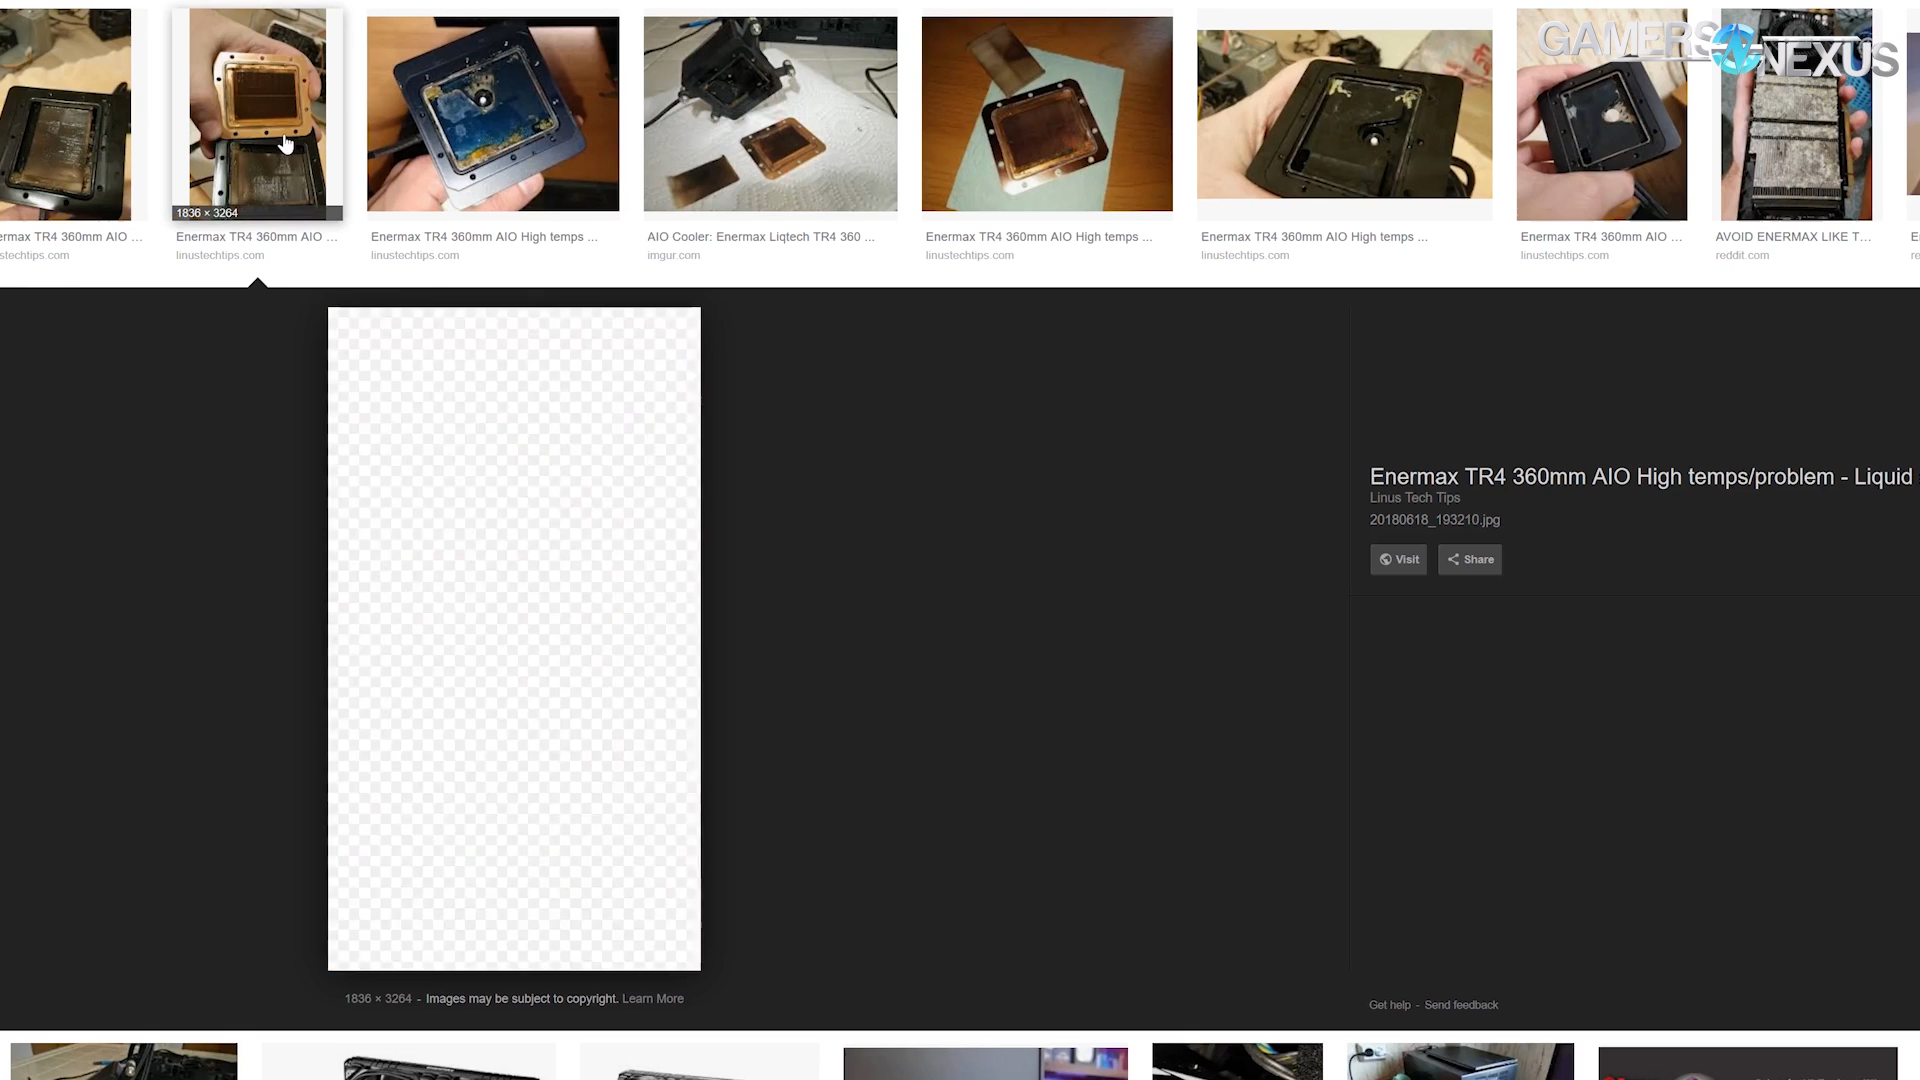 GAMERS NEXUS
1836 × 3264
ermax TR4 360mm AIO ...
Enermax TR4 360mm AIO ...
Enermax TR4 360mm AIO High temps ...
AIO Cooler: Enermax Liqtech TR4 360 ...
Enermax TR4 360mm AIO High temps ...
Enermax TR4 360mm AIO High temps ...
Enermax TR4 360mm AIO ...
AVOID ENERMAX LIKE T...
stechtips.com
linustechtips.com
linustechtips.com
imgur.com
linustechtips.com
linustechtips.com
linustechtips.com
reddit.com
Enermax TR4 360mm AIO High temps/problem - Liquid
Linus Tech Tips
20180618_193210.jpg
Visit
Share
1836 × 3264 - Images may be subject to copyright. Learn More
Get help - Send feedback